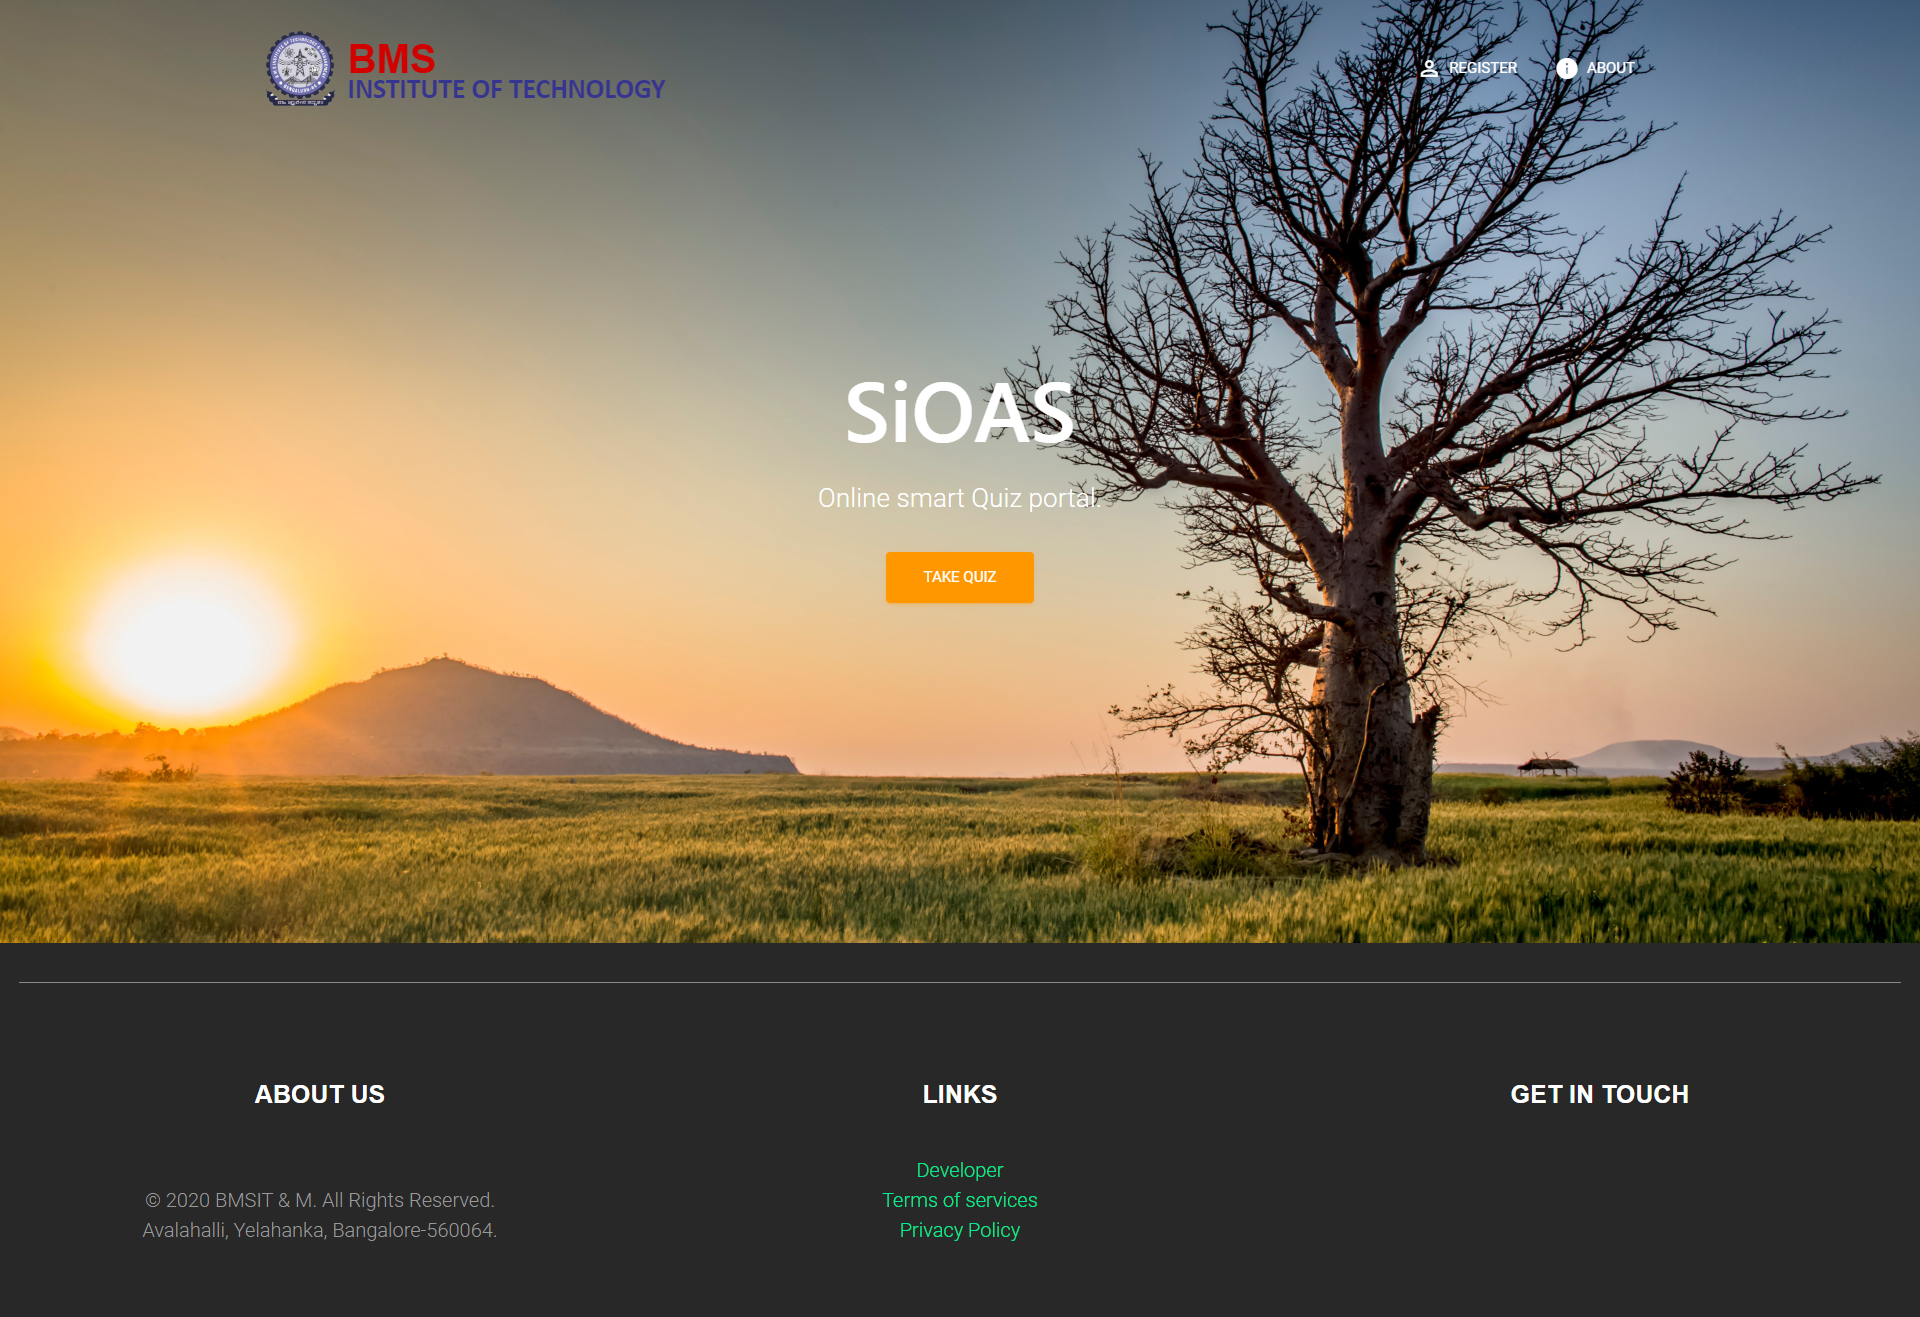 BMS
INSTITUTE OF TECHNOLOGY
REGISTER
ABOUT
SiOAS
Online smart Quiz portal.
TAKE QUIZ
ABOUT US
© 2020 BMSIT & M. All Rights Reserved.
Avalahalli, Yelahanka, Bangalore-560064.
LINKS
Developer
Terms of services
Privacy Policy
GET IN TOUCH